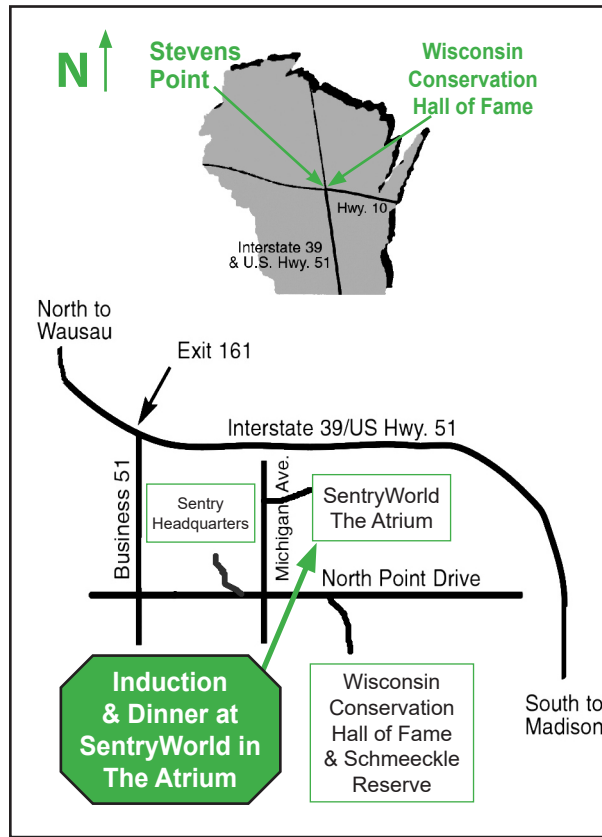 N
Stevens
Point
Wisconsin
Conservation
Hall of Fame
Hwy. 10
Interstate 39
& U.S. Hwy. 51
North to
Wausau
Exit 161
Interstate 39/US Hwy. 51
Business 51
Sentry
Headquarters
Michigan Ave.
SentryWorld
The Atrium
North Point Drive
Induction
& Dinner at
SentryWorld in
The Atrium
Wisconsin
Conservation
Hall of Fame
& Schmeeckle
Reserve
South to
Madison